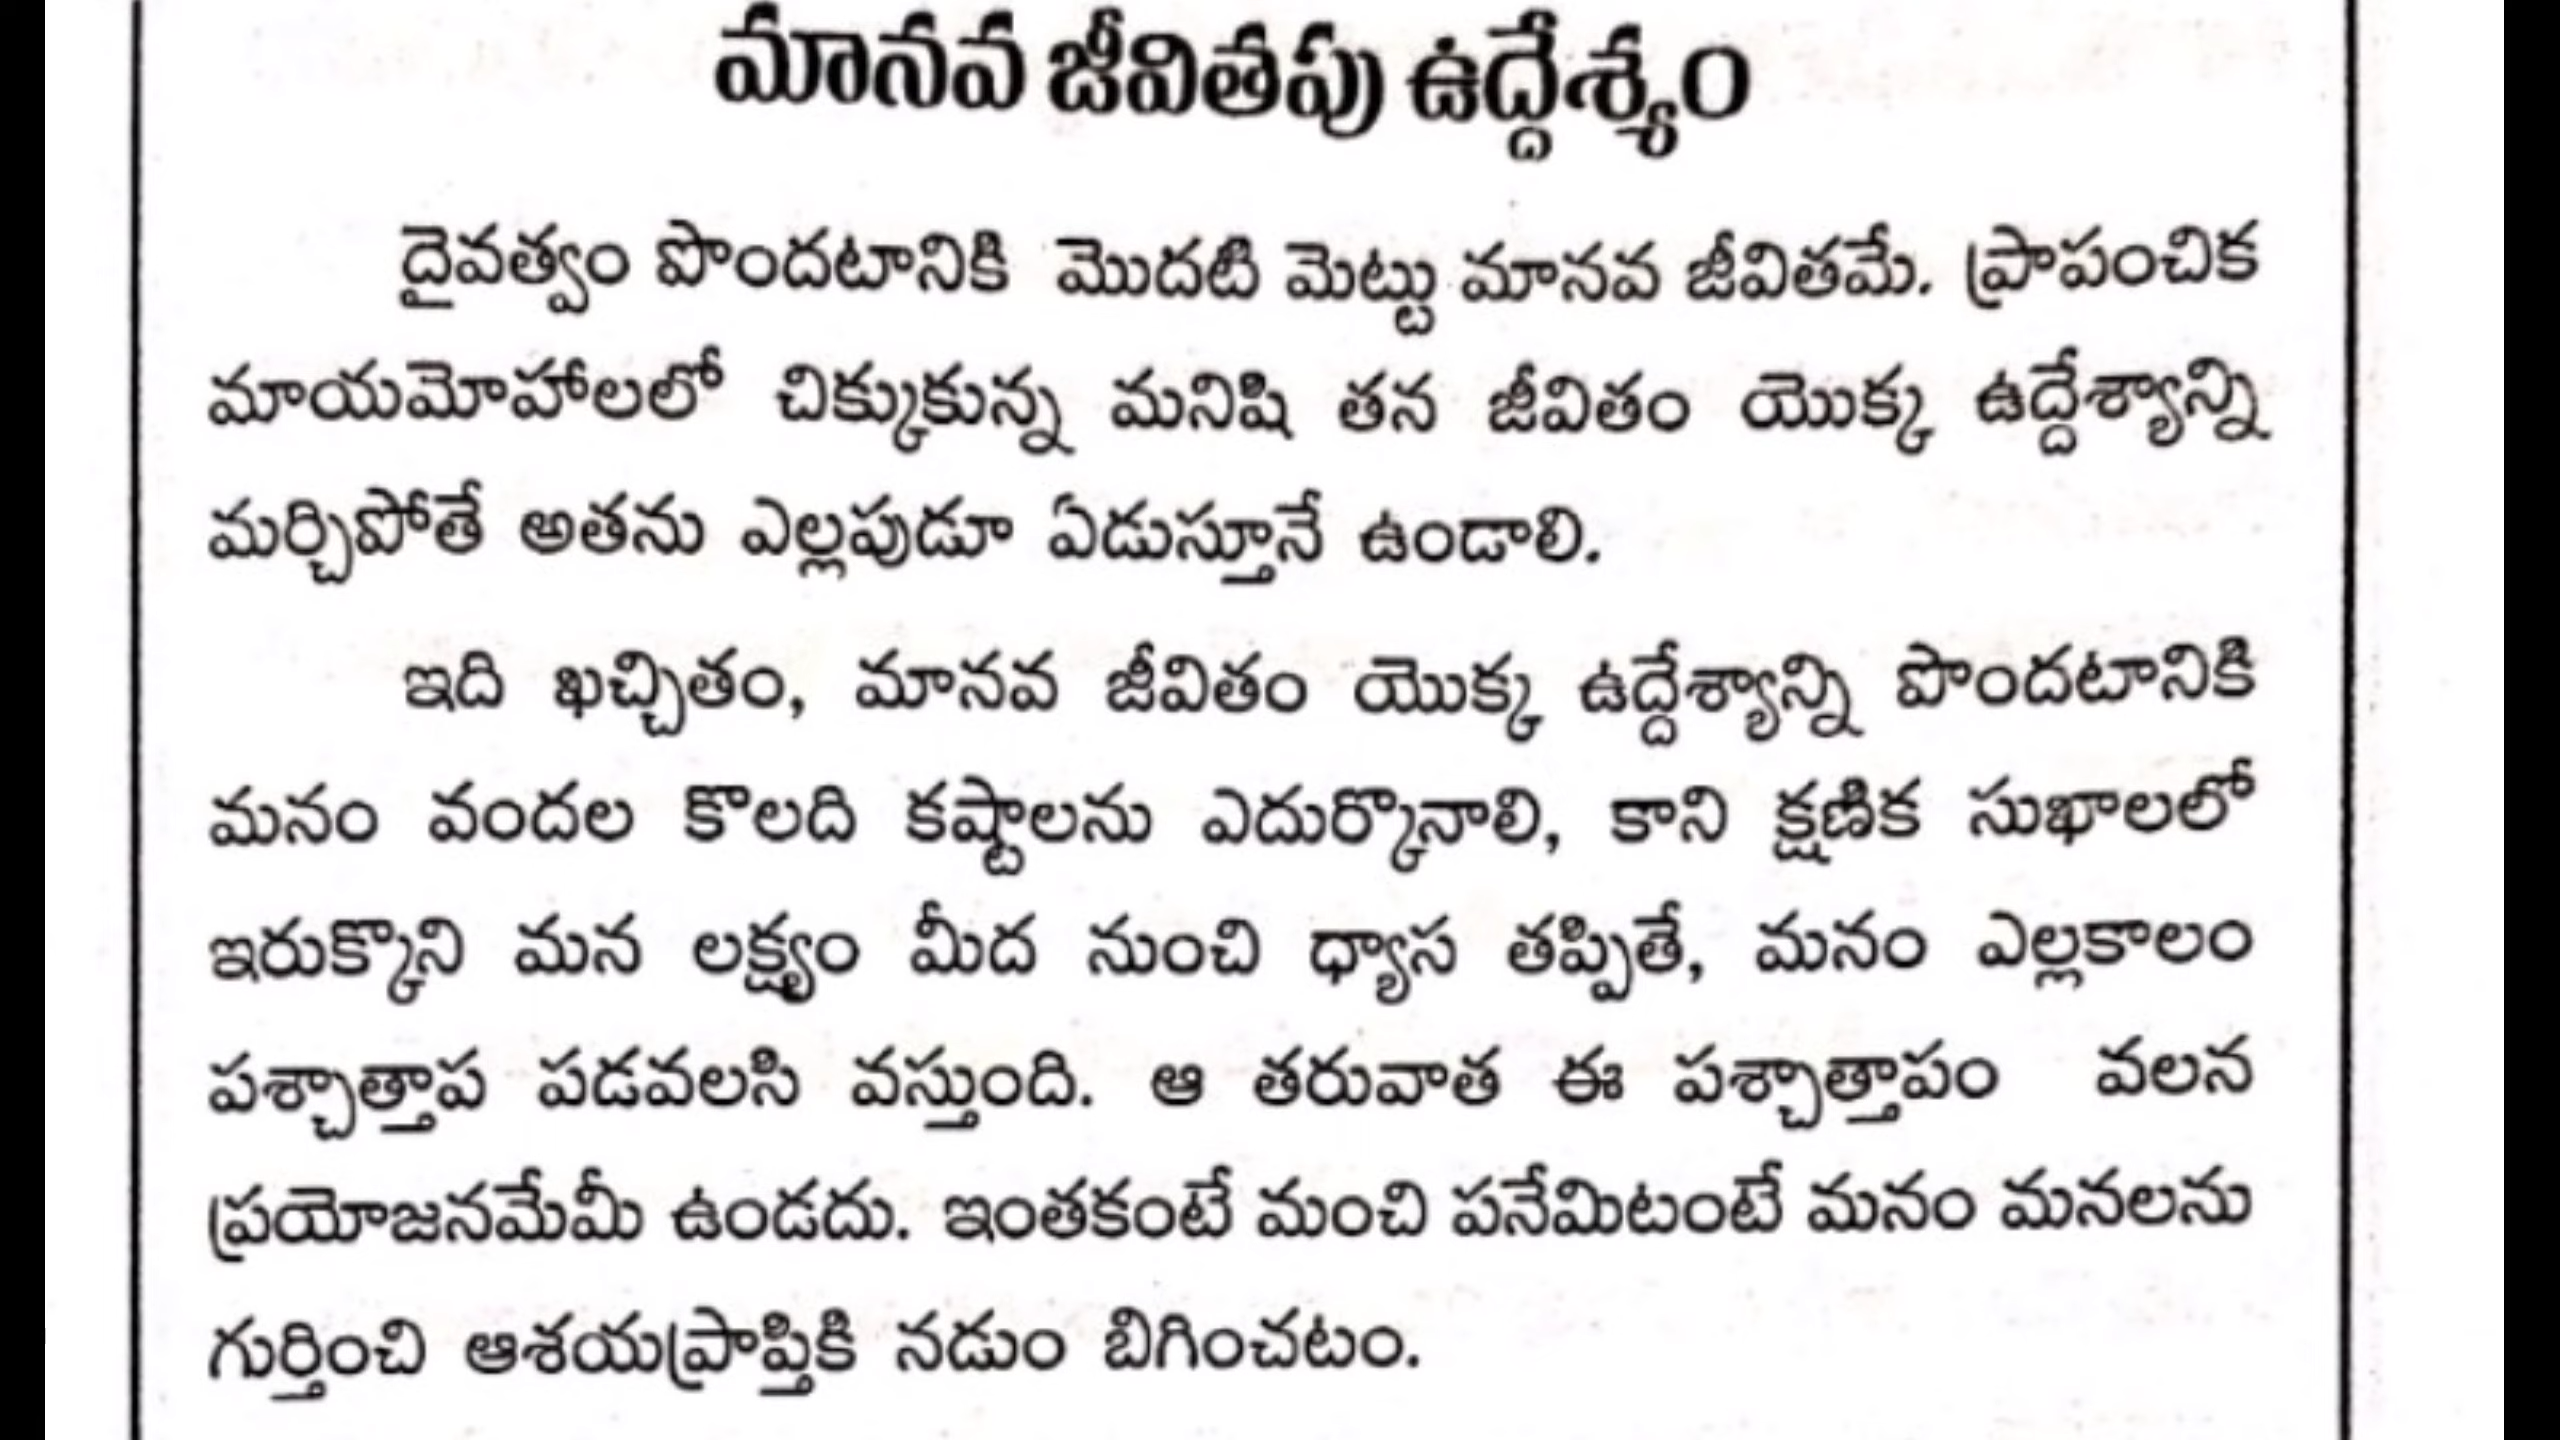 మానవ జీవితపు ఉద్దేశ్యం
దైవత్వం పొందటానికి మొదటి మెట్టు మానవ జీవితమే. ప్రాపంచిక
మాయమోహాలలో చిక్కుకున్న మనిషి తన జీవితం యొక్క ఉద్దేశ్యాన్ని
మర్చిపోతే అతను ఎల్లపుడూ ఏడుస్తూనే ఉండాలి.
ఇది ఖచ్చితం, మానవ జీవితం యొక్క ఉద్దేశ్యాన్ని పొందటానికి
మనం వందల కొలది కష్టాలను ఎదుర్కొనాలి, కాని క్షణిక సుఖాలలో
ఇరుక్కొని మన లక్ష్యం మీద నుంచి ధ్యాస తప్పితే, మనం ఎల్లకాలం
పశ్చాత్తాప పడవలసి వస్తుంది. ఆ తరువాత ఈ పశ్చాత్తాపం వలన
ప్రయోజనమేమీ ఉండదు. ఇంతకంటే మంచి పనేమిటంటే మనం మనలను
గుర్తించి ఆశయప్రాప్తికి నడుం బిగించటం.